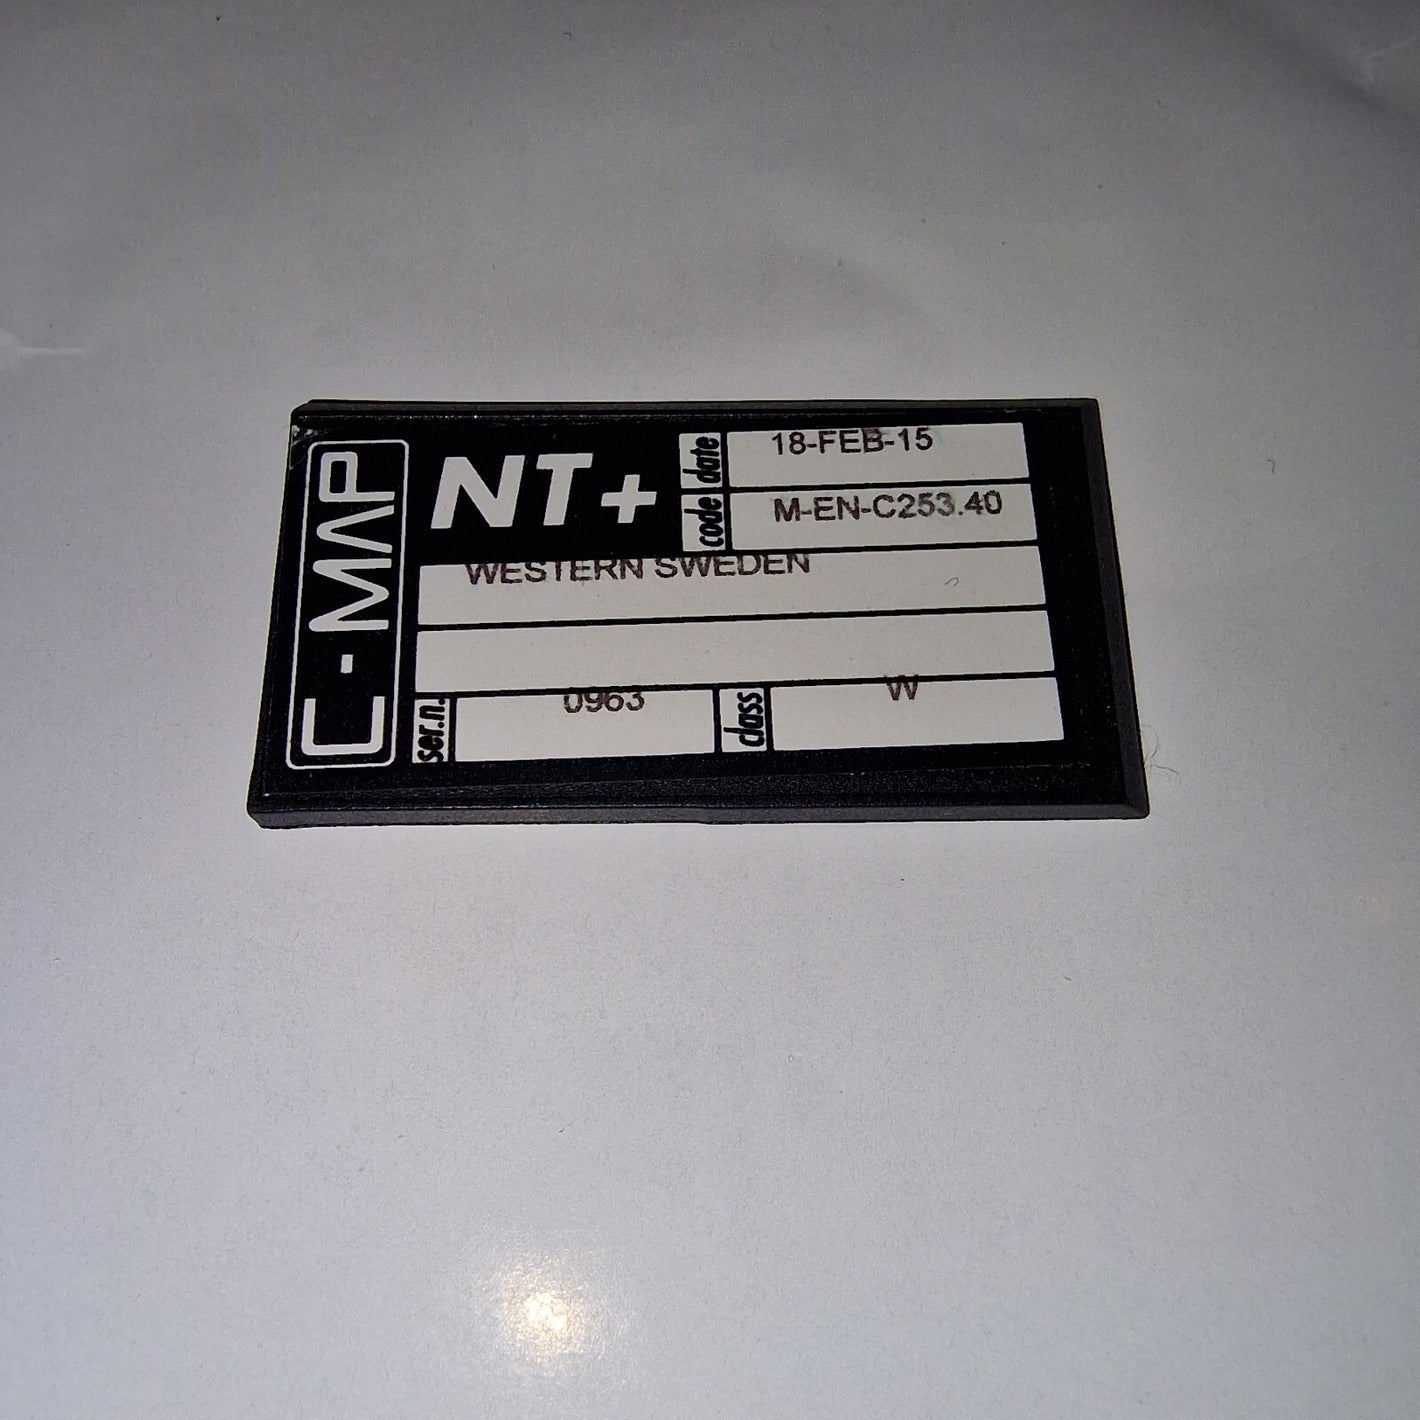 C-MAP
NT+
date 18-FEB-15
code M-EN-C253.40
WESTERN SWEDEN
ser.n. 0963 class W